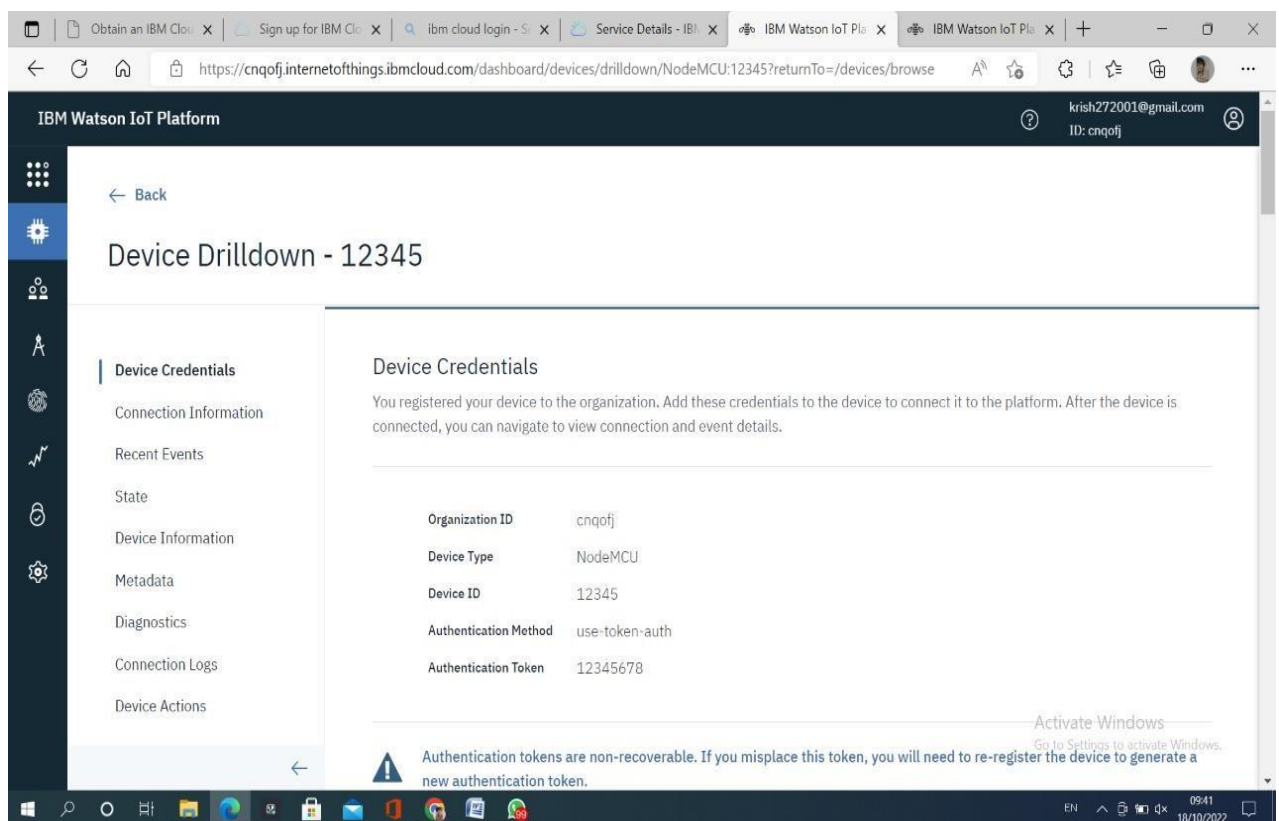 Obtain an IBM Clou
Sign up for IBM Clo
ibm cloud login - S
Service Details - IB
IBM Watson IoT Pla
IBM Watson IoT Pla
https://cnqofj.internetofthings.ibmcloud.com/dashboard/devices/drilldown/NodeMCU:12345?returnTo=/devices/browse
IBM Watson IoT Platform
krish272001@gmail.com
ID: cnqofj
← Back
Device Drilldown - 12345
Device Credentials
Connection Information
Recent Events
State
Device Information
Metadata
Diagnostics
Connection Logs
Device Actions
Device Credentials
You registered your device to the organization. Add these credentials to the device to connect it to the platform. After the device is
connected, you can navigate to view connection and event details.
Organization ID cnqofj
Device Type NodeMCU
Device ID 12345
Authentication Method use-token-auth
Authentication Token 12345678
Authentication tokens are non-recoverable. If you misplace this token, you will need to re-register the device to generate a
new authentication token.
Activate Windows
Go to Settings to activate Windows.
99
EN
09:41
18/10/2022